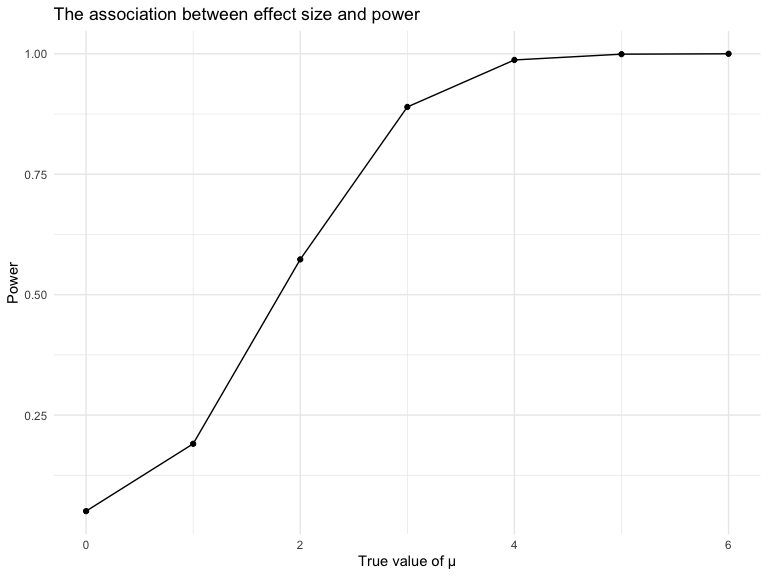 The association between effect size and power
1.00
0.75
0.50
0.25
Power
0 2 4 6
True value of μ